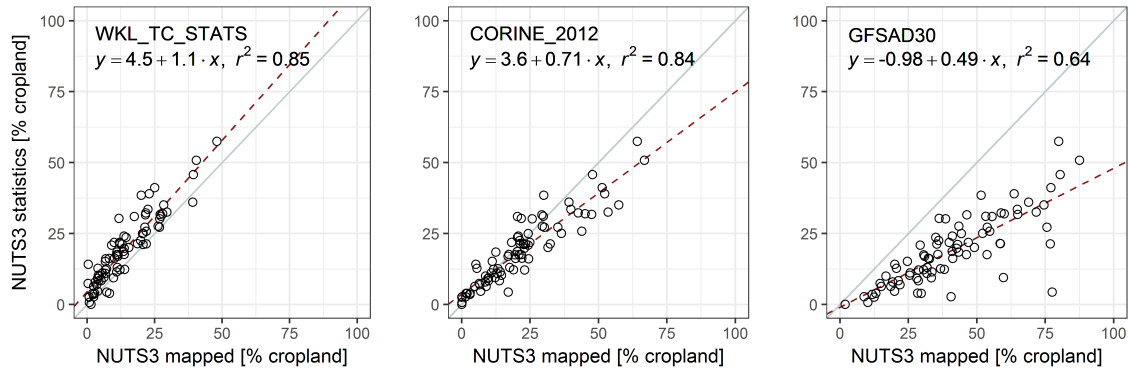 WKL_TC_STATS
y = 4.5 + 1.1 · x, r² = 0.85
CORINE_2012
y = 3.6 + 0.71 · x, r² = 0.84
GFSAD30
y = -0.98 + 0.49 · x, r² = 0.64
NUTS3 statistics [% cropland]
100
75
50
25
0
100
75
50
25
0
100
75
50
25
0
0 25 50 75 100
0 25 50 75 100
0 25 50 75 100
NUTS3 mapped [% cropland]
NUTS3 mapped [% cropland]
NUTS3 mapped [% cropland]